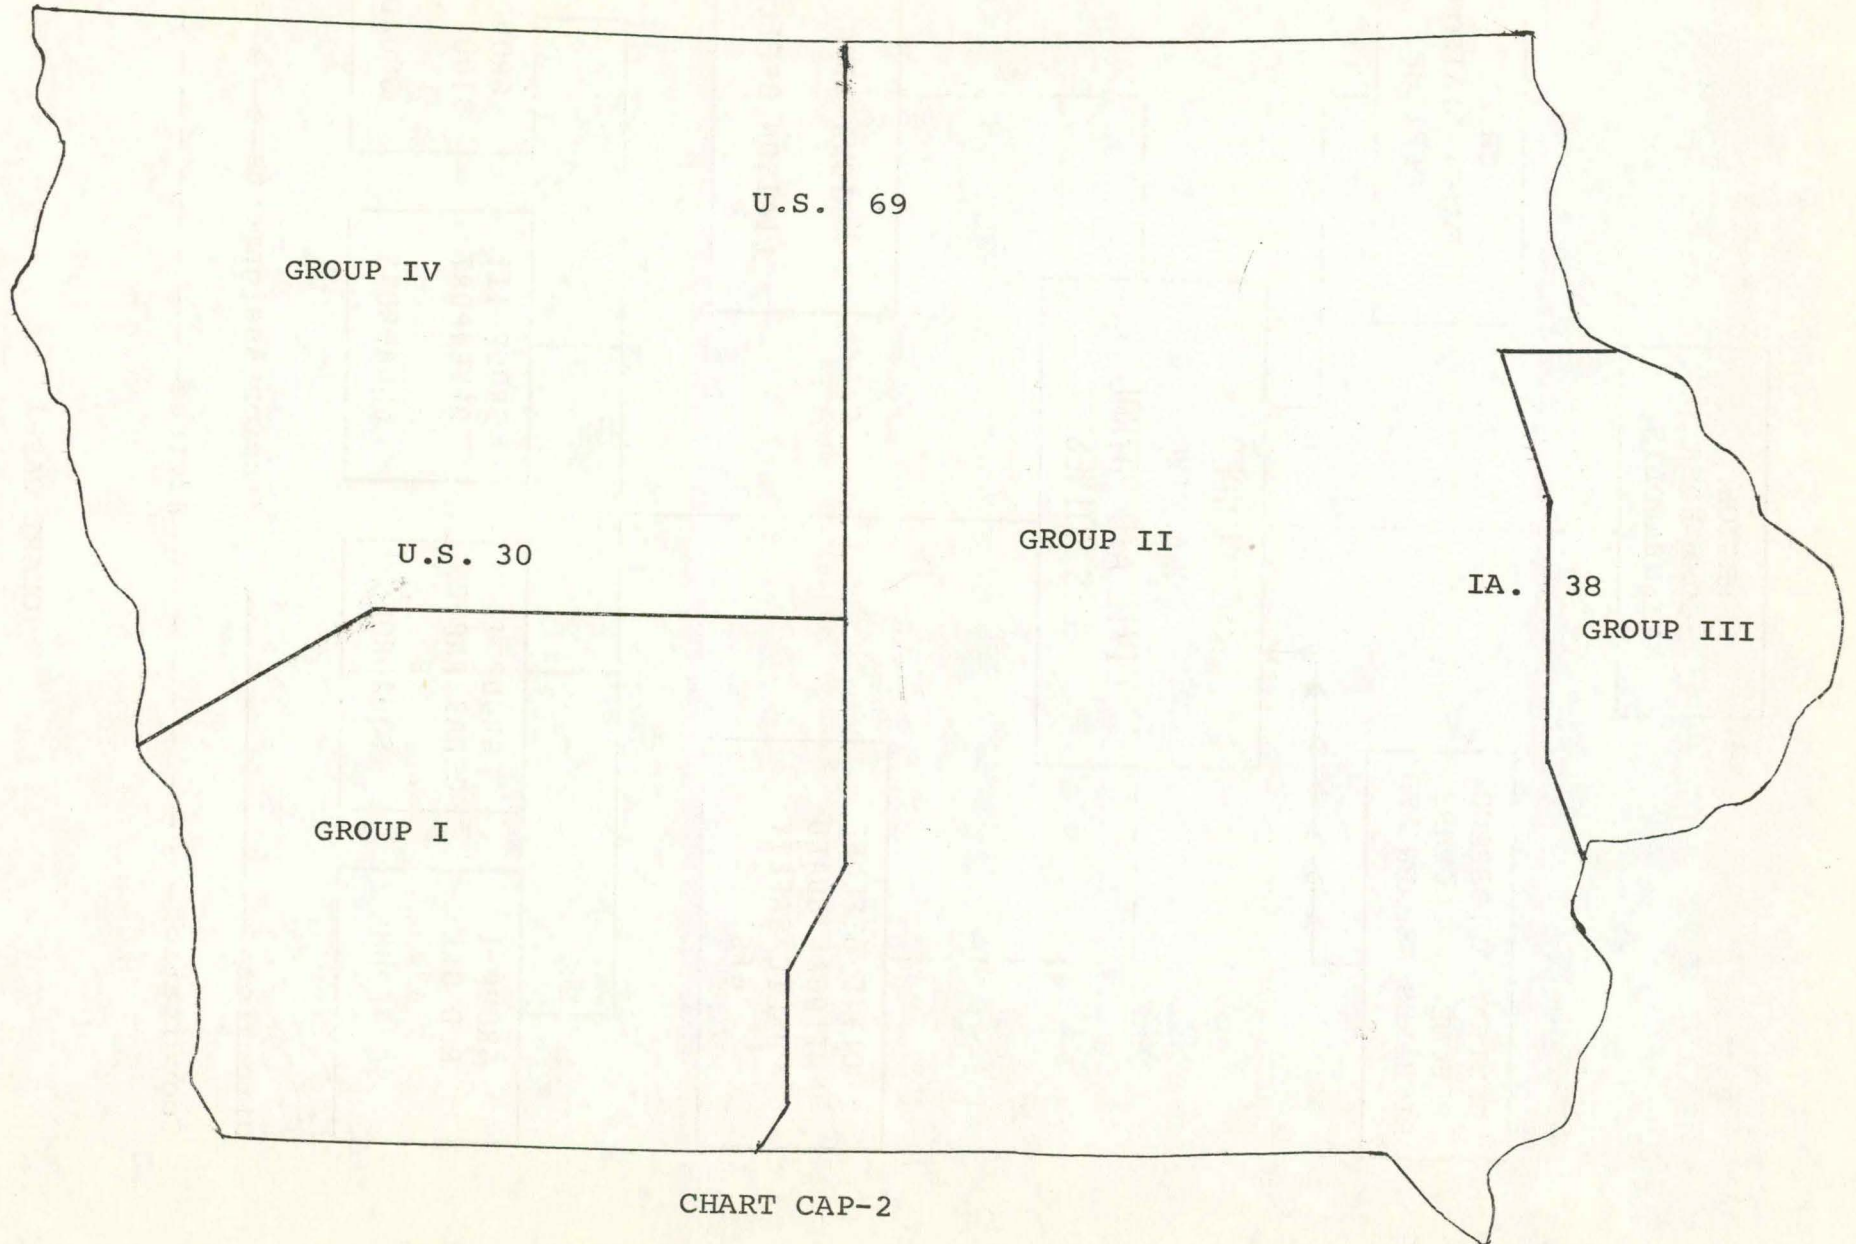 U.S. 69
GROUP IV
GROUP II
U.S. 30
IA. 38
GROUP III
GROUP I
CHART CAP-2